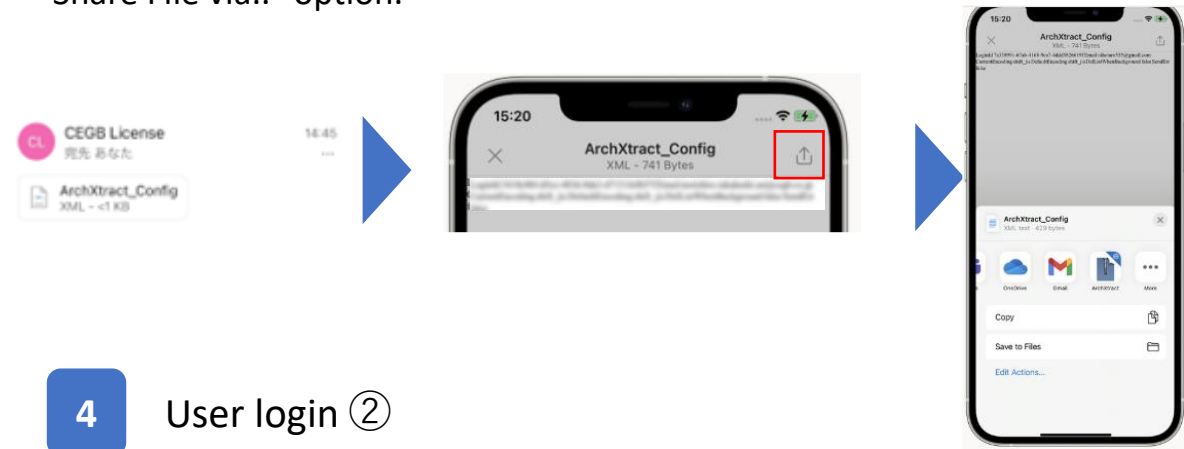 Share File via.." option.
CEGB License
14:45
CL
宛先 あなた
ArchXtract_Config
XML - <1 KB
15:20
ArchXtract_Config
XML - 741 Bytes
15:20
ArchXtract_Config
XML - 741 Bytes
ArchXtract_Config
XML text - 429 bytes
OneDrive
Gmail
ArchXtract
More
Copy
Save to Files
Edit Actions...
4 User login ②